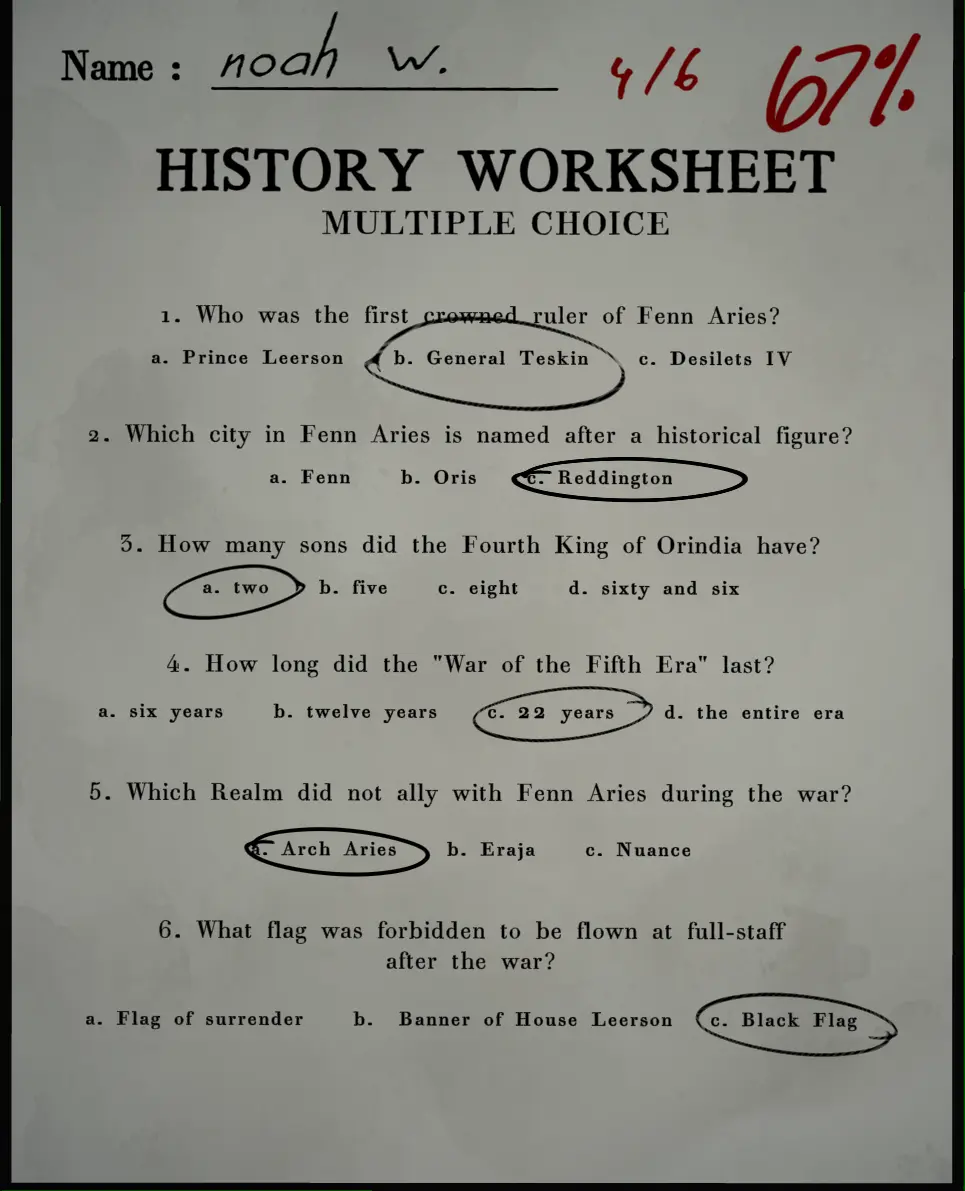 Name : noah w. 4/6 67%
HISTORY WORKSHEET
MULTIPLE CHOICE
1. Who was the first crowned ruler of Fenn Aries?
a. Prince Leerson b. General Teskin c. Desilets IV
2. Which city in Fenn Aries is named after a historical figure?
a. Fenn b. Oris c. Reddington
3. How many sons did the Fourth King of Orindia have?
a. two b. five c. eight d. sixty and six
4. How long did the "War of the Fifth Era" last?
a. six years b. twelve years c. 22 years d. the entire era
5. Which Realm did not ally with Fenn Aries during the war?
a. Arch Aries b. Eraja c. Nuance
6. What flag was forbidden to be flown at full-staff
after the war?
a. Flag of surrender b. Banner of House Leerson c. Black Flag